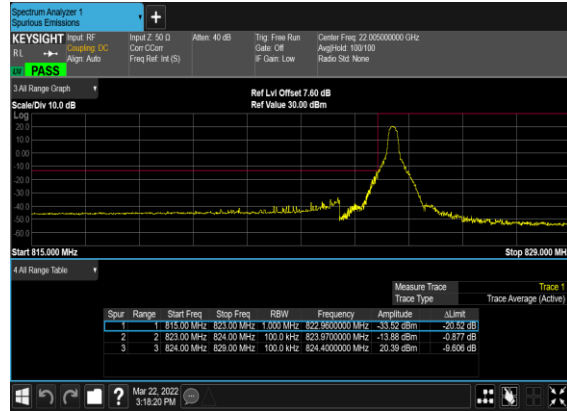 Spectrum Analyzer 1
Spurious Emissions
+
KEYSIGHT
RL
PASS
Input: RF
Coupling: DC
Align: Auto
Input Z: 50 Ω
Corr CCorr
Freq Ref: Int (S)
Atten: 40 dB
Trig: Free Run
Gate: Off
IF Gain: Low
Center Freq: 22.005000000 GHz
Avg|Hold: 100/100
Radio Std: None
3 All Range Graph
Scale/Div 10.0 dB
Ref Lvl Offset 7.60 dB
Ref Value 30.00 dBm
Log
20.0
10.0
0.00
-10.0
-20.0
-30.0
-40.0
-50.0
-60.0
Start 815.000 MHz
Stop 829.000 MH
4 All Range Table
Measure Trace Trace 1
Trace Type Trace Average (Active)
Spur Range Start Freq Stop Freq RBW Frequency Amplitude ΔLimit
1 1 815.00 MHz 823.00 MHz 1.000 MHz 822.9600000 MHz -33.52 dBm -20.52 dB
2 2 823.00 MHz 824.00 MHz 100.0 kHz 823.9700000 MHz -13.88 dBm -0.877 dB
3 3 824.00 MHz 829.00 MHz 100.0 kHz 824.4000000 MHz 20.39 dBm -9.606 dB
?
Mar 22, 2022
3:18:20 PM